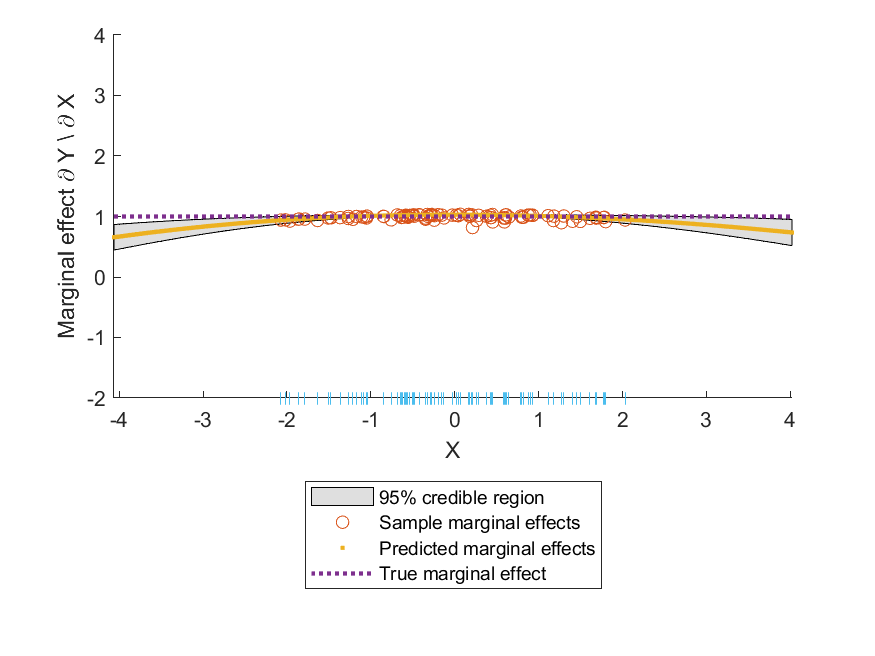 4
3
2
1
0
-1
-2
Marginal effect ∂ Y \ ∂ X
-4 -3 -2 -1 0 1 2 3 4
X
95% credible region
Sample marginal effects
Predicted marginal effects
True marginal effect